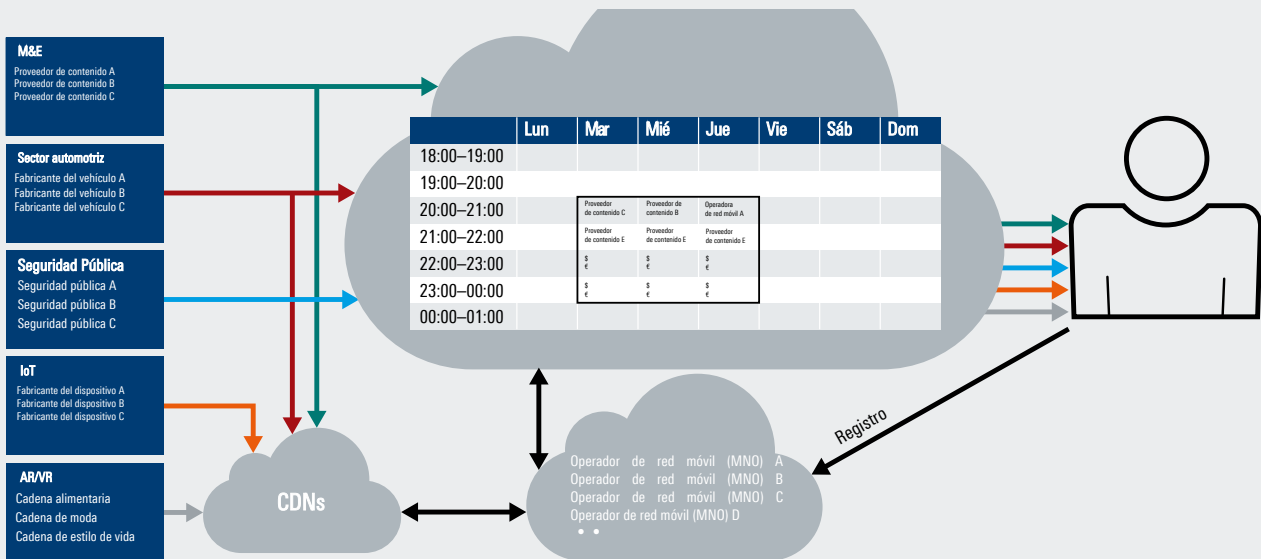 M&E
Proveedor de contenido A
Proveedor de contenido B
Proveedor de contenido C
Sector automotriz
Fabricante del vehículo A
Fabricante del vehículo B
Fabricante del vehículo C
Seguridad Pública
Seguridad pública A
Seguridad pública B
Seguridad pública C
IoT
Fabricante del dispositivo A
Fabricante del dispositivo B
Fabricante del dispositivo C
AR/VR
Cadena alimentaria
Cadena de moda
Cadena de estilo de vida
Lun Mar Mié Jue Vie Sáb Dom
18:00–19:00
19:00–20:00
20:00–21:00
Proveedor
de contenido C
Proveedor de
contenido B
Operadora
de red móvil A
21:00–22:00
Proveedor
de contenido E
Proveedor
de contenido E
Proveedor
de contenido E
22:00–23:00
$
€
$
€
$
€
23:00–00:00
$
€
$
€
$
€
00:00–01:00
CDNs
Operador de red móvil (MNO) A
Operador de red móvil (MNO) B
Operador de red móvil (MNO) C
Operador de red móvil (MNO) D
• •
Registro